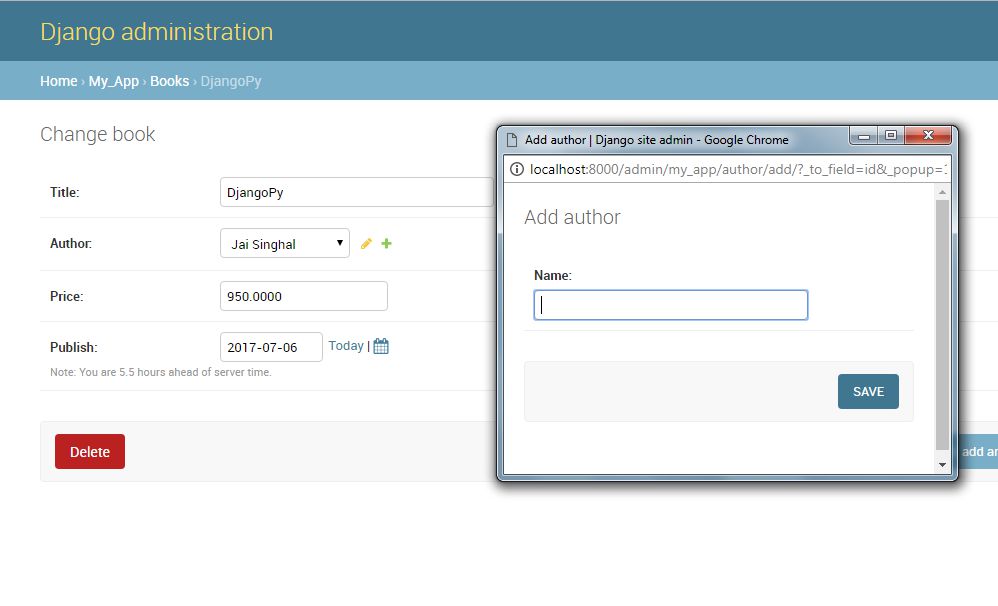 Django administration
Home › My_App › Books › DjangoPy
Change book
Title: DjangoPy
Author: Jai Singhal
Price: 950.0000
Publish: 2017-07-06 Today |
Note: You are 5.5 hours ahead of server time.
Delete
add an
Add author | Django site admin - Google Chrome
localhost:8000/admin/my_app/author/add/?_to_field=id&_popup=1
Add author
Name:
SAVE